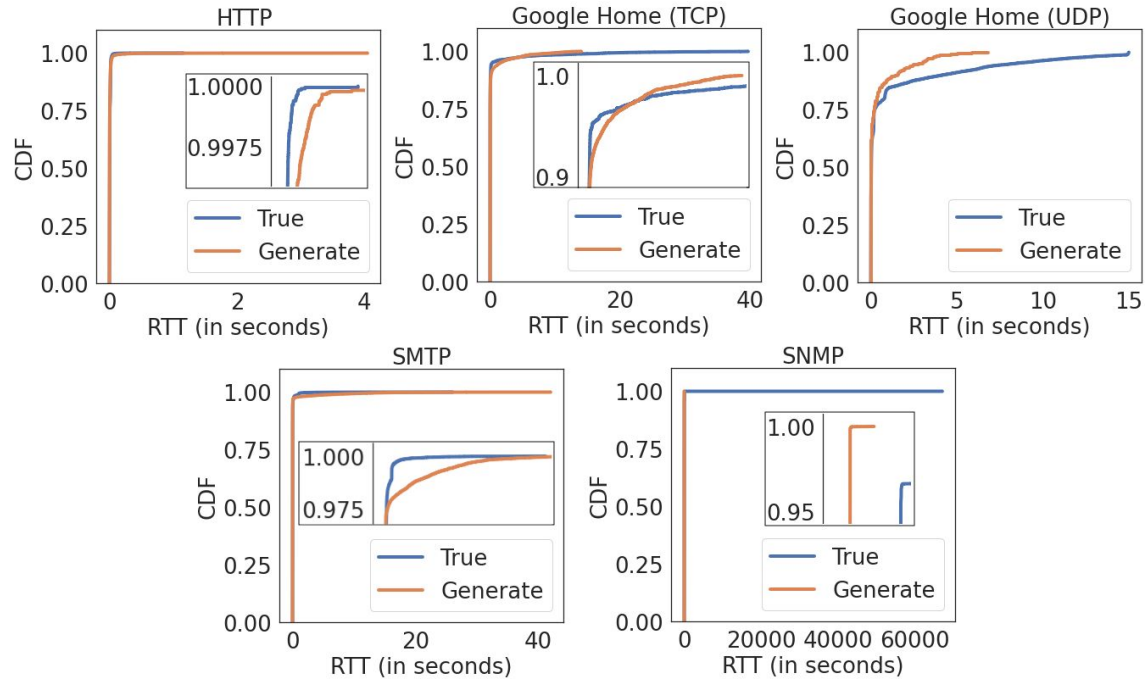 HTTP
CDF
1.00
0.75
0.50
0.25
0.00
1.0000
0.9975
True
Generate
0
2
4
RTT (in seconds)
Google Home (TCP)
CDF
1.00
0.75
0.50
0.25
0.00
1.0
0.9
True
Generate
0
20
40
RTT (in seconds)
Google Home (UDP)
CDF
1.00
0.75
0.50
0.25
0.00
True
Generate
0
5
10
15
RTT (in seconds)
SMTP
CDF
1.00
0.75
0.50
0.25
0.00
1.000
0.975
True
Generate
0
20
40
RTT (in seconds)
SNMP
CDF
1.00
0.75
0.50
0.25
0.00
1.00
0.95
True
Generate
0
20000
40000
60000
RTT (in seconds)